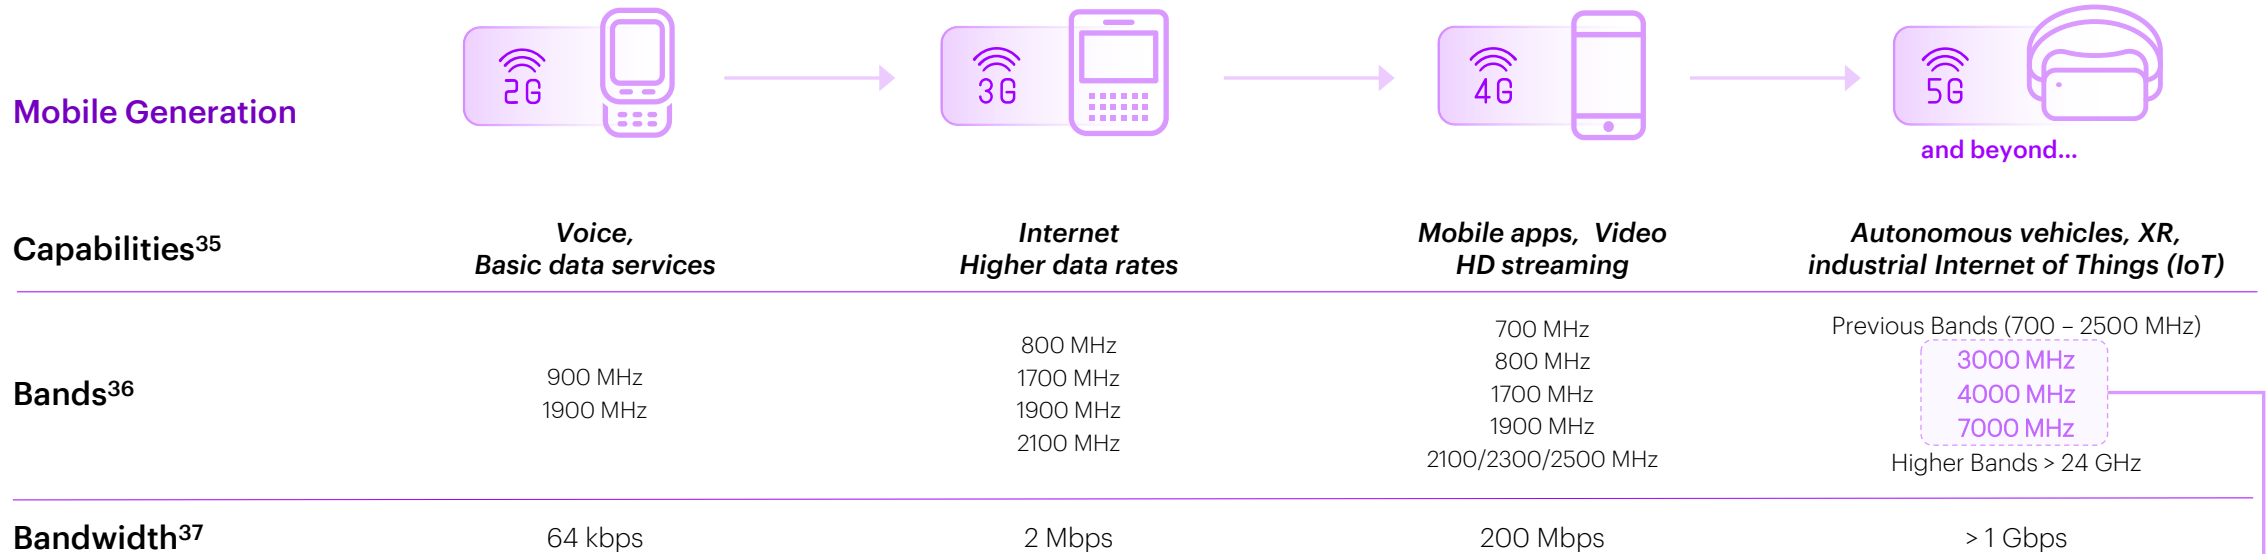 2G
3G
4G
5G
Mobile Generation
and beyond...
Capabilities35
Voice,
Basic data services
Internet
Higher data rates
Mobile apps, Video
HD streaming
Autonomous vehicles, XR,
industrial Internet of Things (IoT)
Bands36
900 MHz
1900 MHz
800 MHz
1700 MHz
1900 MHz
2100 MHz
700 MHz
800 MHz
1700 MHz
1900 MHz
2100/2300/2500 MHz
Previous Bands (700 – 2500 MHz)
3000 MHz
4000 MHz
7000 MHz
Higher Bands > 24 GHz
Bandwidth37
64 kbps
2 Mbps
200 Mbps
> 1 Gbps